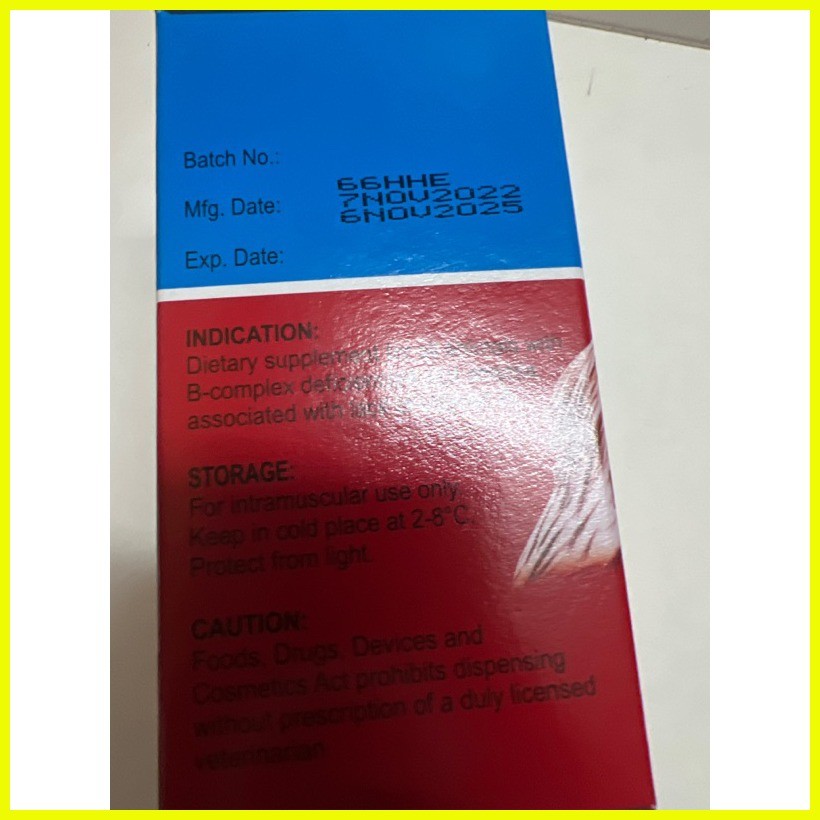 Batch No.:
66HHE
Mfg. Date:
7NOV2022
6NOV2025
Exp. Date:
INDICATION:
Dietary supplement
B-complex
associated with
STORAGE:
For intramuscular use only.
Keep in cold place at 2-8°C.
Protect from light.
CAUTION:
Foods, Drugs, Devices and
Cosmetics Act prohibits dispensing
without prescription of a duly licensed
veterinarian